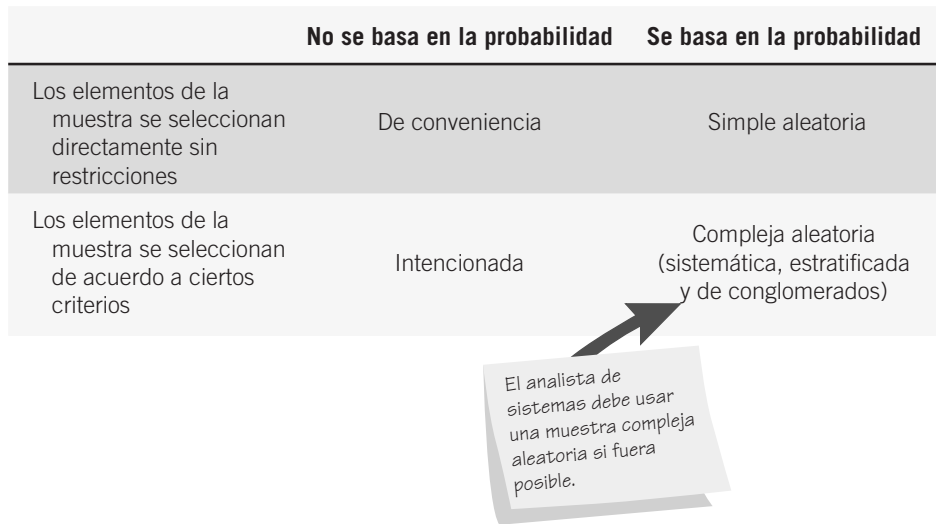 No se basa en la probabilidad Se basa en la probabilidad
Los elementos de la
muestra se seleccionan
directamente sin
restricciones
De conveniencia
Simple aleatoria
Los elementos de la
muestra se seleccionan
de acuerdo a ciertos
criterios
Intencionada
Compleja aleatoria
(sistemática, estratificada
y de conglomerados)
El analista de
sistemas debe usar
una muestra compleja
aleatoria si fuera
posible.